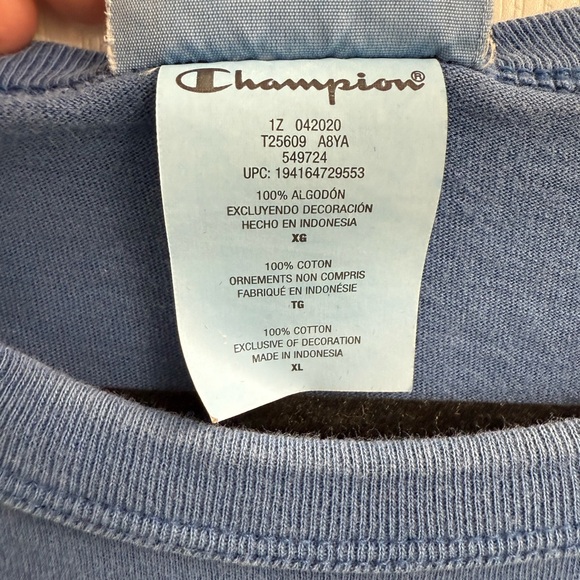 Champion®
1Z 042020
T25609 A8YA
549724
UPC: 194164729553
100% ALGODÓN
EXCLUYENDO DECORACIÓN
HECHO EN INDONESIA
XG
100% COTON
ORNEMENTS NON COMPRIS
FABRIQUÉ EN INDONÉSIE
TG
100% COTTON
EXCLUSIVE OF DECORATION
MADE IN INDONESIA
XL